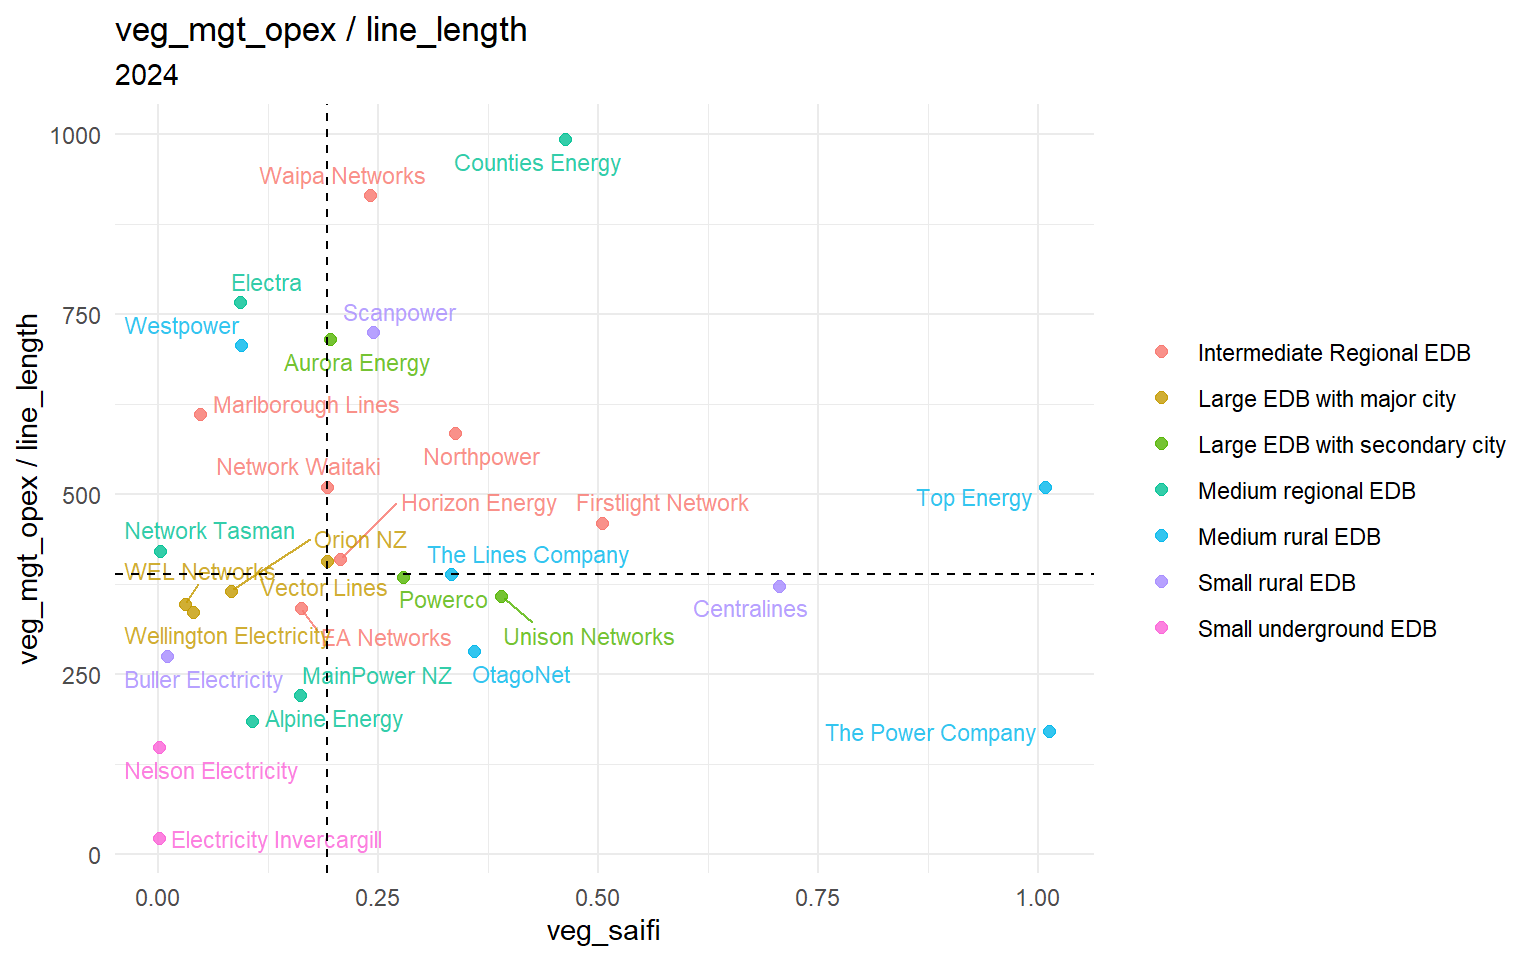 veg_mgt_opex / line_length
2024
veg_mgt_opex / line_length
1000
750
500
250
0
Counties Energy
Waipa Networks
Electra
Scanpower
Westpower
Aurora Energy
Marlborough Lines
Northpower
Network Waitaki
Horizon Energy
Firstlight Network
Top Energy
Network Tasman
Orion NZ
The Lines Company
WEL Networks
Vector Lines
Powerco
Centralines
Wellington Electricity
EA Networks
Unison Networks
MainPower NZ
OtagoNet
Buller Electricity
Alpine Energy
The Power Company
Nelson Electricity
Electricity Invercargill
0.00
0.25
0.50
0.75
1.00
veg_saifi
Intermediate Regional EDB
Large EDB with major city
Large EDB with secondary city
Medium regional EDB
Medium rural EDB
Small rural EDB
Small underground EDB